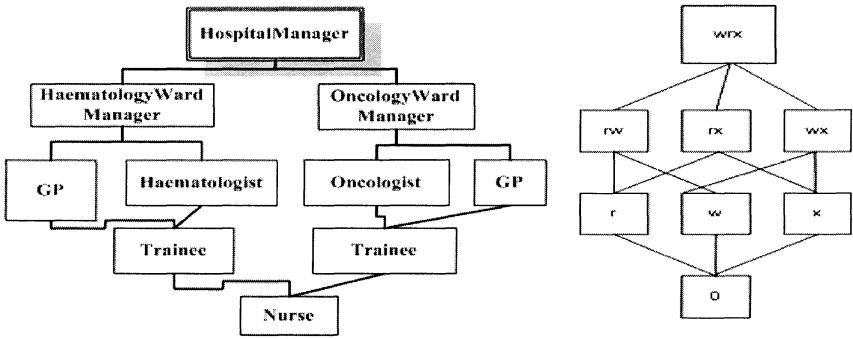 HospitalManager
HaematologyWard
Manager
OncologyWard
Manager
GP
Haematologist
Oncologist
GP
Trainee
Trainee
Nurse
wrx
rw
rx
wx
r
w
x
0